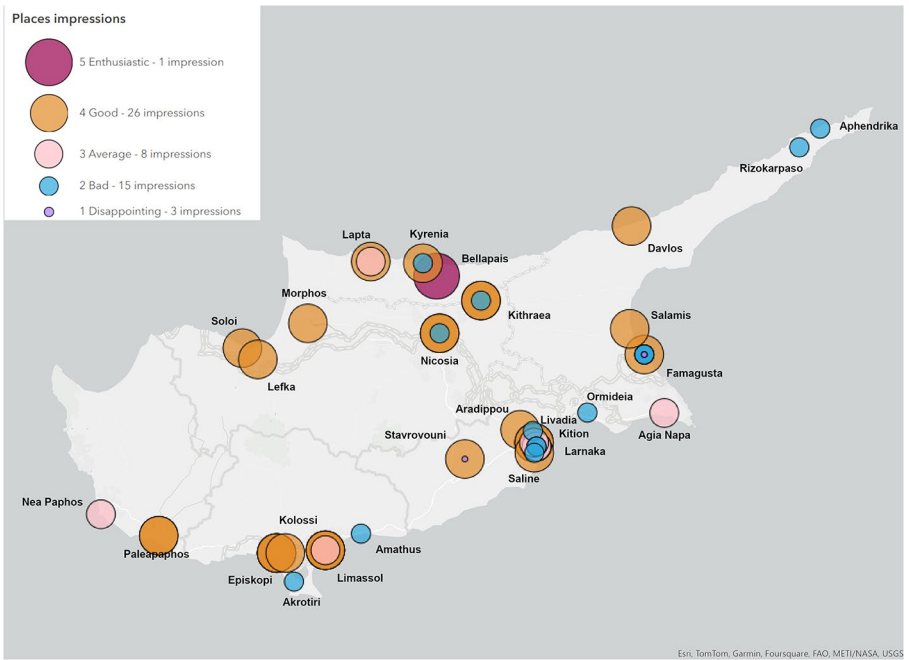 Places impressions
5 Enthusiastic - 1 impression
4 Good - 26 impressions
3 Average - 8 impressions
2 Bad - 15 impressions
1 Disappointing - 3 impressions
Aphendrika
Rizokarpaso
Lapta
Kyrenia
Davlos
Bellapais
Morphos
Kithraea
Salamis
Soloi
Nicosia
Famagusta
Lefka
Ormideia
Aradippou
Livadia
Agia Napa
Kition
Stavrovouni
Larnaka
Saline
Nea Paphos
Kolossi
Amathus
Paleapaphos
Episkopi
Limassol
Akrotiri
Esri, TomTom, Garmin, Foursquare, FAO, METI/NASA, USGS